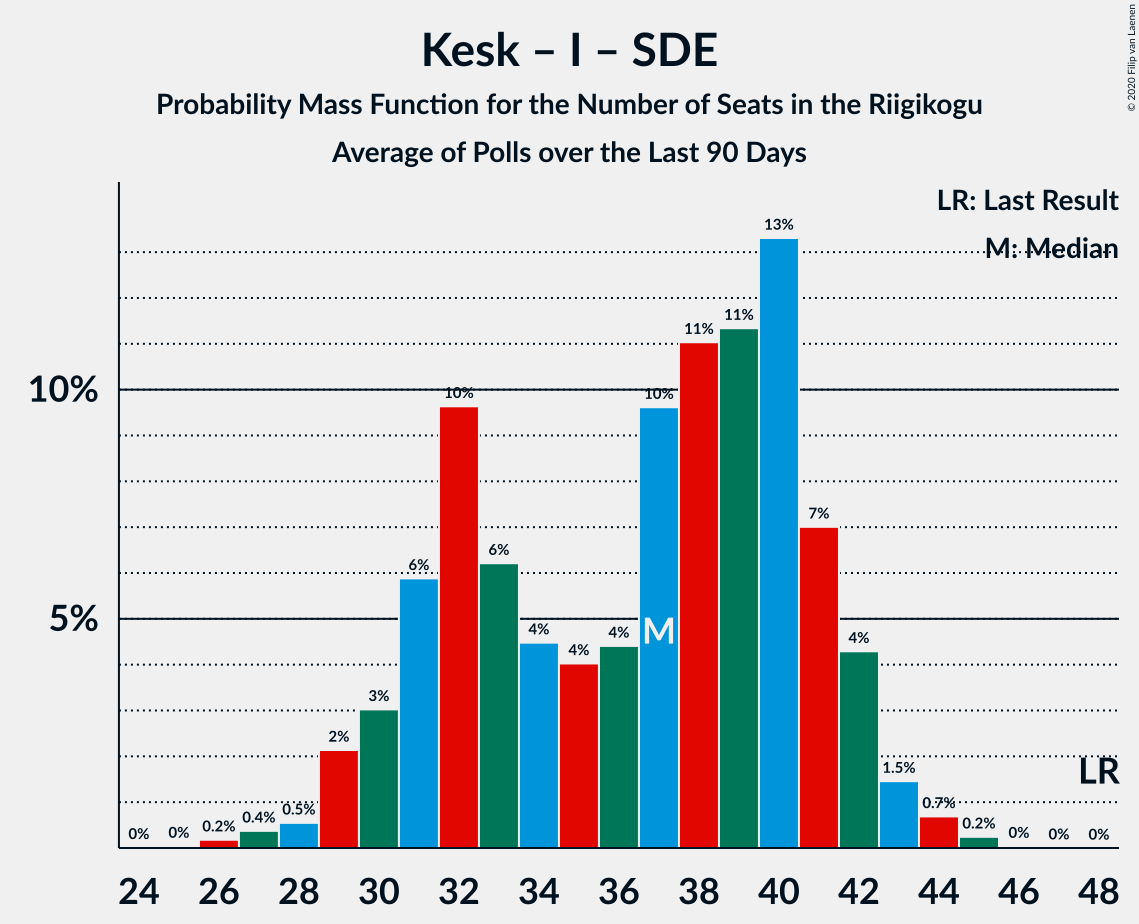 Kesk – I – SDE
Probability Mass Function for the Number of Seats in the Riigikogu
Average of Polls over the Last 90 Days
© 2020 Filip van Laenen
LR: Last Result
M: Median
10%
5%
0% 0% 0.2% 0.4% 0.5% 2% 3% 6% 10% 6% 4% 4% 4% 10% 11% 11% 13% 7% 4% 1.5% 0.7% 0.2% 0% 0% 0%
M
LR
24 26 28 30 32 34 36 38 40 42 44 46 48